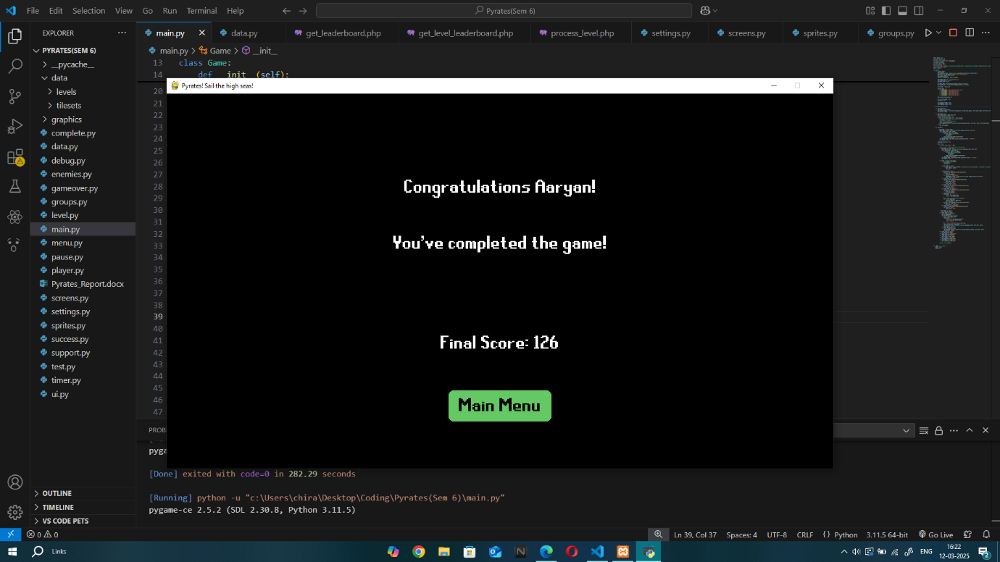 File Edit Selection View Go Run Terminal Help
Pyrates(Sem 6)
EXPLORER
main.py
data.py
get_leaderboard.php
get_level_leaderboard.php
process_level.php
settings.py
screens.py
sprites.py
groups.py
PYRATES(SEM 6)
__pycache__
data
levels
tilesets
graphics
complete.py
data.py
debug.py
enemies.py
gameover.py
groups.py
level.py
main.py
menu.py
pause.py
player.py
Pyrates_Report.docx
screens.py
settings.py
sprites.py
success.py
support.py
test.py
timer.py
ui.py
OUTLINE
TIMELINE
VS CODE PETS
main.py > Game > __init__
13 class Game:
14 def __init__(self):
20
21
22
23
24
25
26
27
28
29
30
31
32
33
34
35
36
37
38
39
40
41
42
43
44
45
46
47
Pyrates! Sail the high seas!
Congratulations Aaryan!
You've completed the game!
Final Score: 126
Main Menu
PROB
pyga
[Done] exited with code=0 in 282.29 seconds
[Running] python -u "c:\Users\chira\Desktop\Coding\Pyrates(Sem 6)\main.py"
pygame-ce 2.5.2 (SDL 2.30.8, Python 3.11.5)
0 0
Ln 39, Col 37 Spaces: 4 UTF-8 CRLF { } Python 3.11.5 64-bit Go Live
Links
ENG
16:22
12-03-2025
2